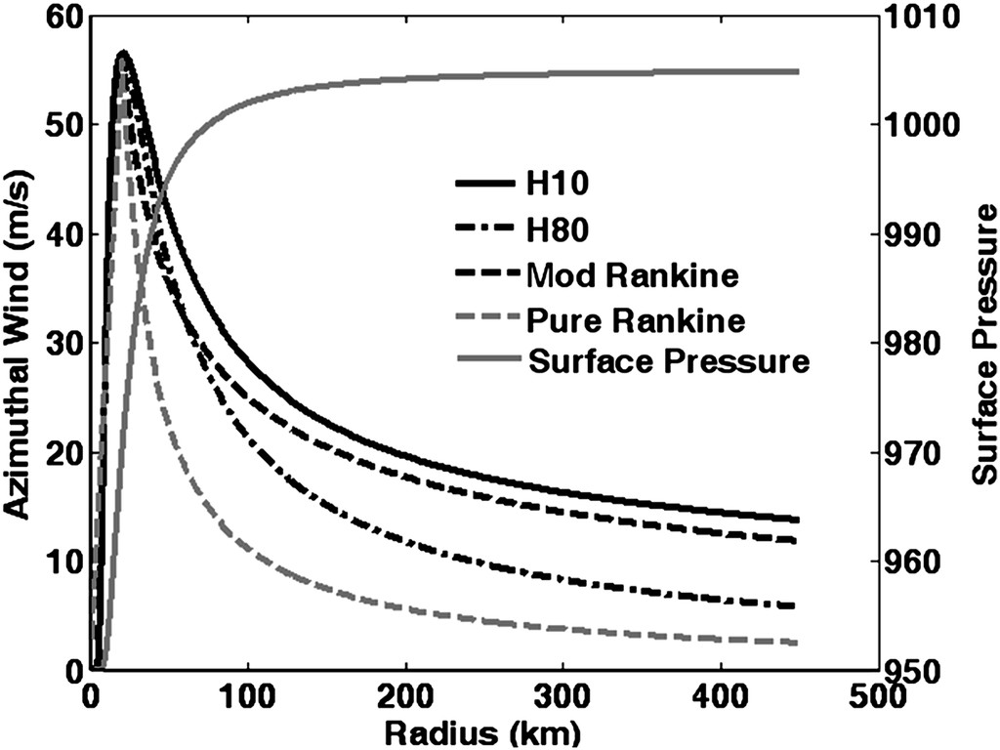 60
50
40
30
20
10
0
Azimuthal Wind (m/s)
H10
H80
Mod Rankine
Pure Rankine
Surface Pressure
1010
1000
990
980
970
960
950
Surface Pressure
0 100 200 300 400 500
Radius (km)